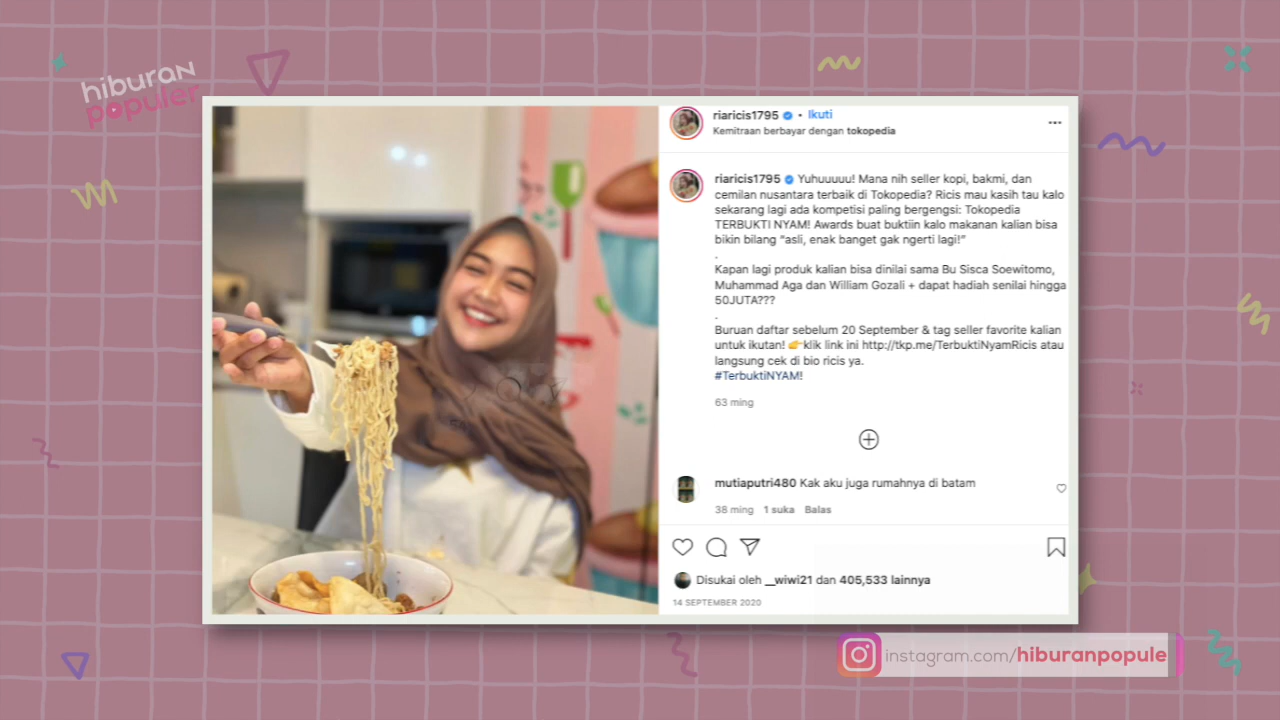 hiburan
populer
riaricis1795 • Ikuti
Kemitraan berbayar dengan tokopedia
riaricis1795 Yuhuuuuu! Mana nih seller kopi, bakmi, dan
cemilan nusantara terbaik di Tokopedia? Ricis mau kasih tau kalo
sekarang lagi ada kompetisi paling bergengsi: Tokopedia
TERBUKTI NYAM! Awards buat buktiin kalo makanan kalian bisa
bikin bilang “asli, enak banget gak ngerti lagi!”
.
Kapan lagi produk kalian bisa dinilai sama Bu Sisca Soewitomo,
Muhammad Aga dan William Gozali + dapat hadiah senilai hingga
50JUTA???
.
Buruan daftar sebelum 20 September & tag seller favorite kalian
untuk ikutan! 👉klik link ini http://tkp.me/TerbuktiNyamRicis atau
langsung cek di bio ricis ya.
#TerbuktiNYAM!
63 ming
mutiaputri480 Kak aku juga rumahnya di batam
38 ming 1 suka Balas
Disukai oleh __wiwi21 dan 405,533 lainnya
14 SEPTEMBER 2020
instagram.com/hiburanpopule